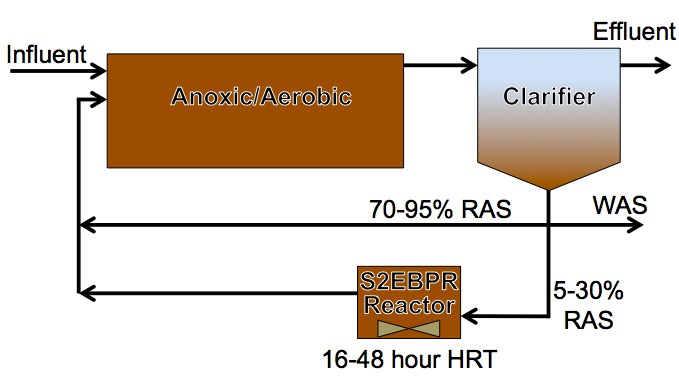 Effluent
Influent
Anoxic/Aerobic
Clarifier
70-95% RAS
WAS
S2EBPR
Reactor
5-30%
RAS
16-48 hour HRT